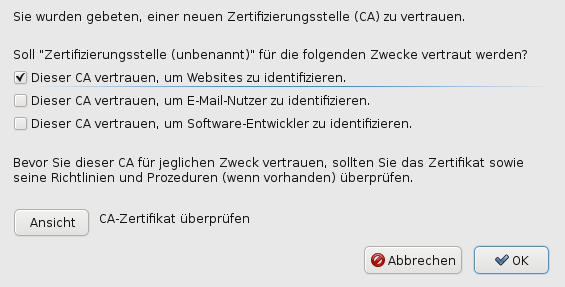 Sie wurden gebeten, einer neuen Zertifizierungsstelle (CA) zu vertrauen.
Soll "Zertifizierungsstelle (unbenannt)" für die folgenden Zwecke vertraut werden?
Dieser CA vertrauen, um Websites zu identifizieren.
Dieser CA vertrauen, um E-Mail-Nutzer zu identifizieren.
Dieser CA vertrauen, um Software-Entwickler zu identifizieren.
Bevor Sie dieser CA für jeglichen Zweck vertrauen, sollten Sie das Zertifikat sowie
seine Richtlinien und Prozeduren (wenn vorhanden) überprüfen.
Ansicht CA-Zertifikat überprüfen
Abbrechen OK